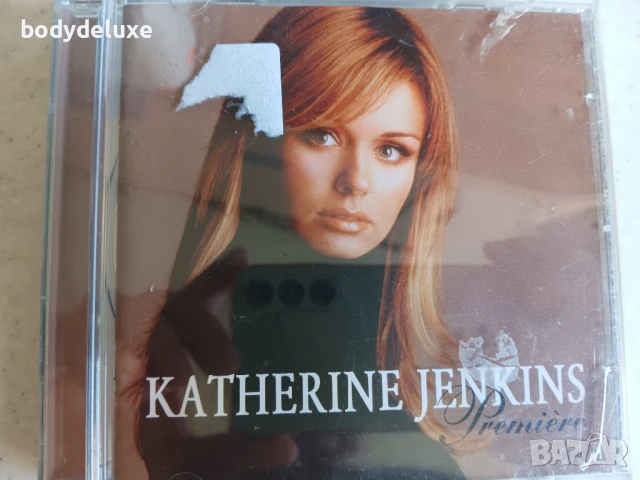 bodydeluxe
KATHERINE JENKINS
Première
BAZAR